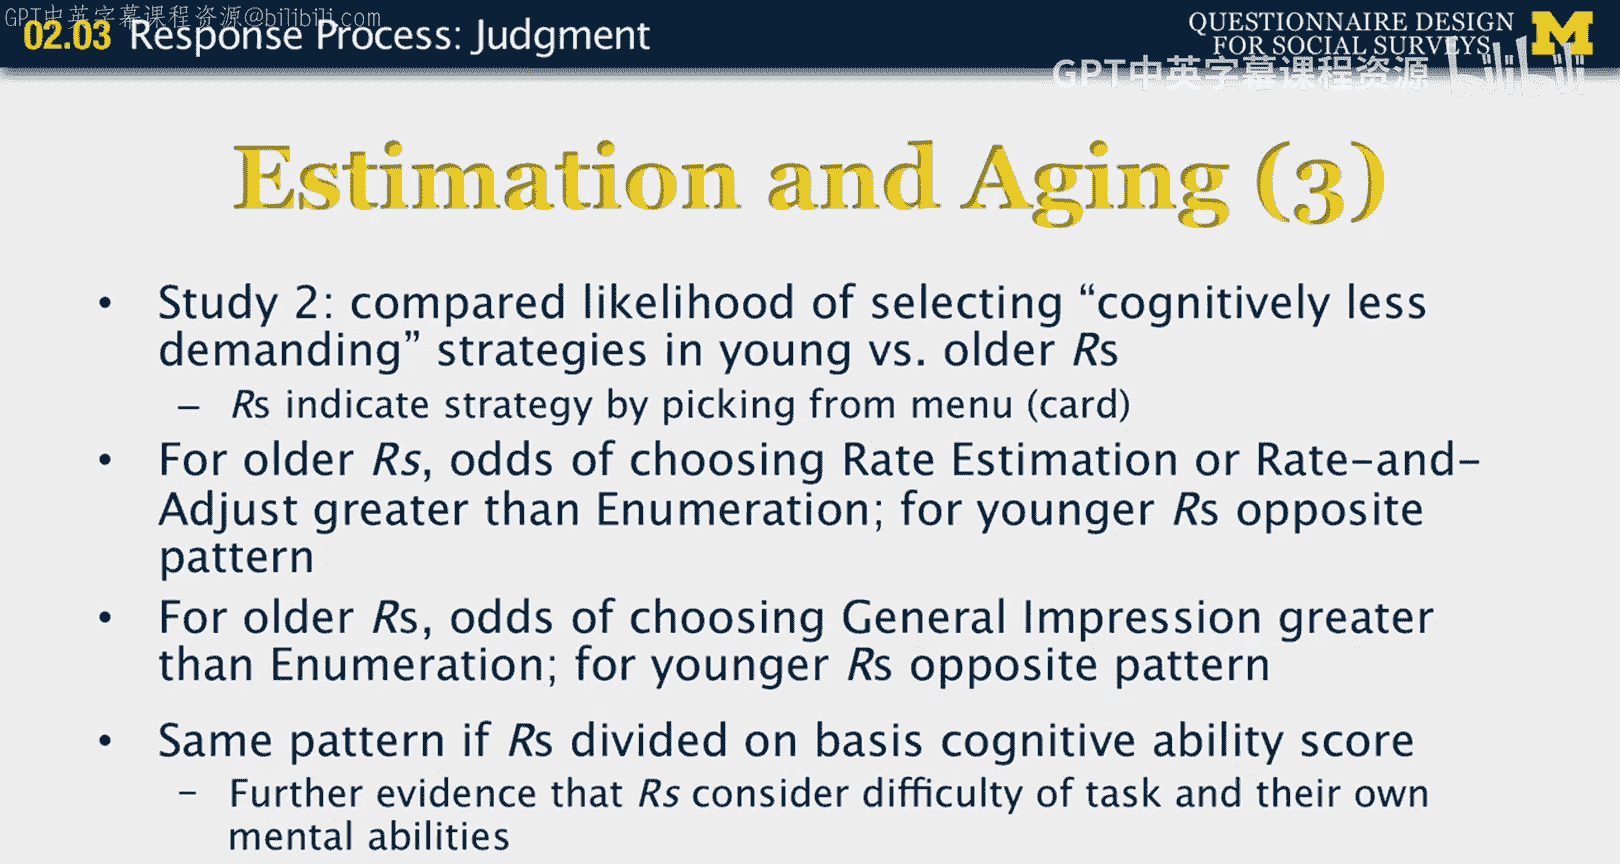 GPT中英字幕课程资源@bilibili.com
02.03 Response Process: Judgment
QUESTIONNAIRE DESIGN
FOR SOCIAL SURVEYS
M
GPT中英字幕课程资源 bilibili
Estimation and Aging (3)
• Study 2: compared likelihood of selecting “cognitively less
demanding” strategies in young vs. older Rs
– Rs indicate strategy by picking from menu (card)
• For older Rs, odds of choosing Rate Estimation or Rate-and-
Adjust greater than Enumeration; for younger Rs opposite
pattern
• For older Rs, odds of choosing General Impression greater
than Enumeration; for younger Rs opposite pattern
• Same pattern if Rs divided on basis cognitive ability score
– Further evidence that Rs consider difficulty of task and their own
mental abilities